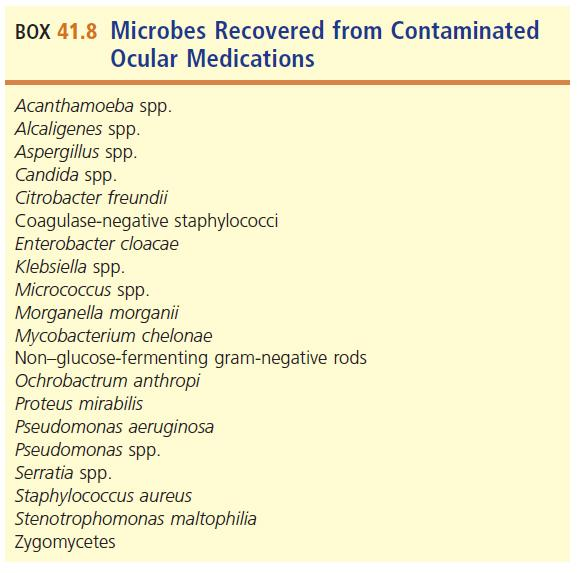 BOX 41.8 Microbes Recovered from Contaminated
Ocular Medications
Acanthamoeba spp.
Alcaligenes spp.
Aspergillus spp.
Candida spp.
Citrobacter freundii
Coagulase-negative staphylococci
Enterobacter cloacae
Klebsiella spp.
Micrococcus spp.
Morganella morganii
Mycobacterium chelonae
Non–glucose-fermenting gram-negative rods
Ochrobactrum anthropi
Proteus mirabilis
Pseudomonas aeruginosa
Pseudomonas spp.
Serratia spp.
Staphylococcus aureus
Stenotrophomonas maltophilia
Zygomycetes